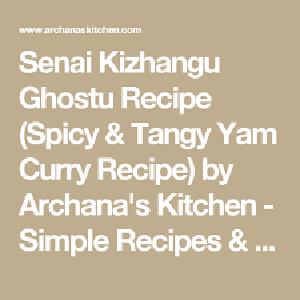 www.archanaskitchen.com
Senai Kizhangu
Ghostu Recipe
(Spicy & Tangy Yam
Curry Recipe) by
Archana's Kitchen -
Simple Recipes & ...